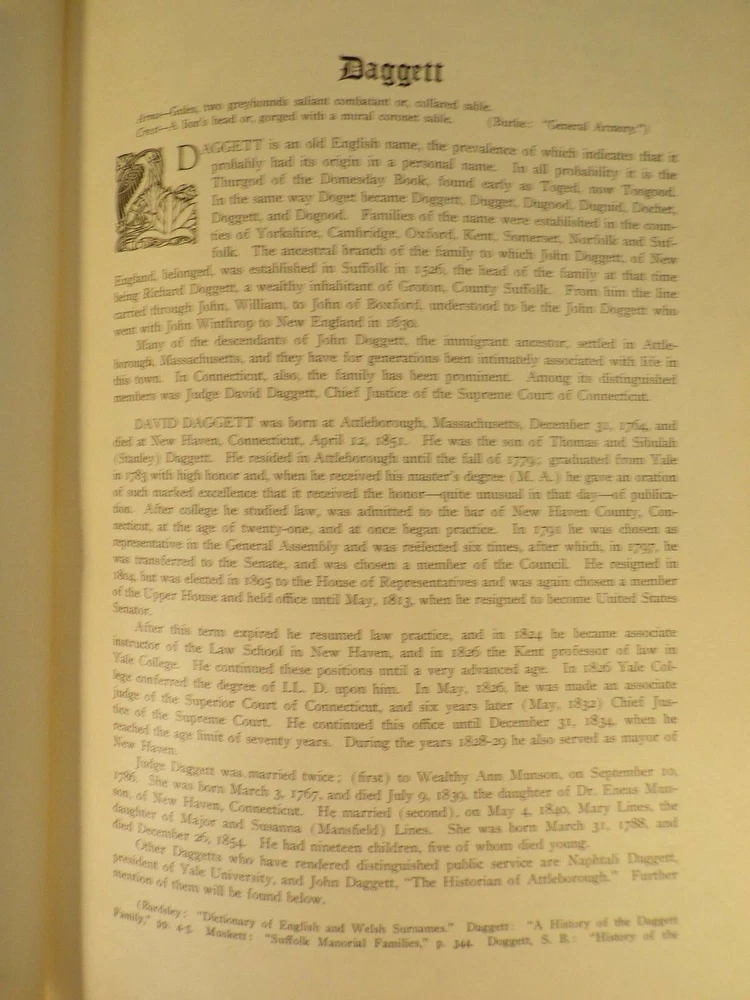 Daggett
Arms—Gules, two greyhounds saliant combatant or, collared sable.
Crest—A lion's head or, gorged with a mural coronet sable. (Burke: "General Armory.")
DAGGETT is an old English name, the prevalence of which indicates that it
probably had its origin in a personal name. In all probability it is the
Thurgod of the Domesday Book, found early as Toged, now Toogood.
In the same way Doget became Doggett, Dugget, Dugood, Duguid, Docher,
Doggett, and Dogood. Families of the name were established in the coun-
ties of Yorkshire, Cambridge, Oxford, Kent, Somerset, Norfolk and Suf-
folk. The ancestral branch of the family to which John Doggett, of New
England, belonged, was established in Suffolk in 1526, the head of the family at that time
being Richard Doggett, a wealthy inhabitant of Groton, County Suffolk. From him the line
carried through John, William, to John of Boxford, understood to be the John Doggett who
went with John Winthrop to New England in 1630.
Many of the descendants of John Doggett, the immigrant ancestor, settled in Attle-
borough, Massachusetts, and they have for generations been intimately associated with life in
this town. In Connecticut, also, the family has been prominent. Among its distinguished
members was Judge David Daggett, Chief Justice of the Supreme Court of Connecticut.
DAVID DAGGETT was born at Attleborough, Massachusetts, December 31, 1764, and
died at New Haven, Connecticut, April 12, 1851. He was the son of Thomas and Sibulah
(Stanley) Daggett. He resided in Attleborough until the fall of 1779; graduated from Yale
in 1783 with high honor and, when he received his master's degree (M. A.) he gave an oration
of such marked excellence that it received the honor—quite unusual in that day—of publica-
tion. After college he studied law, was admitted to the bar of New Haven County, Con-
necticut, at the age of twenty-one, and at once began practice. In 1791 he was chosen as
representative in the General Assembly and was reëlected six times, after which, in 1797, he
was transferred to the Senate, and was chosen a member of the Council. He resigned in
1804, but was elected in 1805 to the House of Representatives and was again chosen a member
of the Upper House and held office until May, 1813, when he resigned to become United States
Senator.
After this term expired he resumed law practice, and in 1824 he became associate
instructor of the Law School in New Haven, and in 1826 the Kent professor of law in
Yale College. He continued these positions until a very advanced age. In 1826 Yale Col-
lege conferred the degree of LL. D. upon him. In May, 1826, he was made an associate
judge of the Superior Court of Connecticut, and six years later (May, 1832) Chief Jus-
tice of the Supreme Court. He continued this office until December 31, 1834, when he
reached the age limit of seventy years. During the years 1828-29 he also served as mayor of
New Haven.
Judge Daggett was married twice; (first) to Wealthy Ann Munson, on September 10,
1786. She was born March 3, 1767, and died July 9, 1839, the daughter of Dr. Eneas Mun-
son, of New Haven, Connecticut. He married (second), on May 4, 1840, Mary Lines, the
daughter of Major and Susanna (Mansfield) Lines. She was born March 31, 1788, and
died December 26, 1854. He had nineteen children, five of whom died young.
Other Daggetts who have rendered distinguished public service are Naphtali Daggett,
president of Yale University, and John Daggett, "The Historian of Attleborough." Further
mention of them will be found below.
(Bardsley: "Dictionary of English and Welsh Surnames." Daggett: "A History of the Daggett
Family," pp. 4-5. Muskett: "Suffolk Manorial Families," p. 344. Doggett, S. B.: "History of the